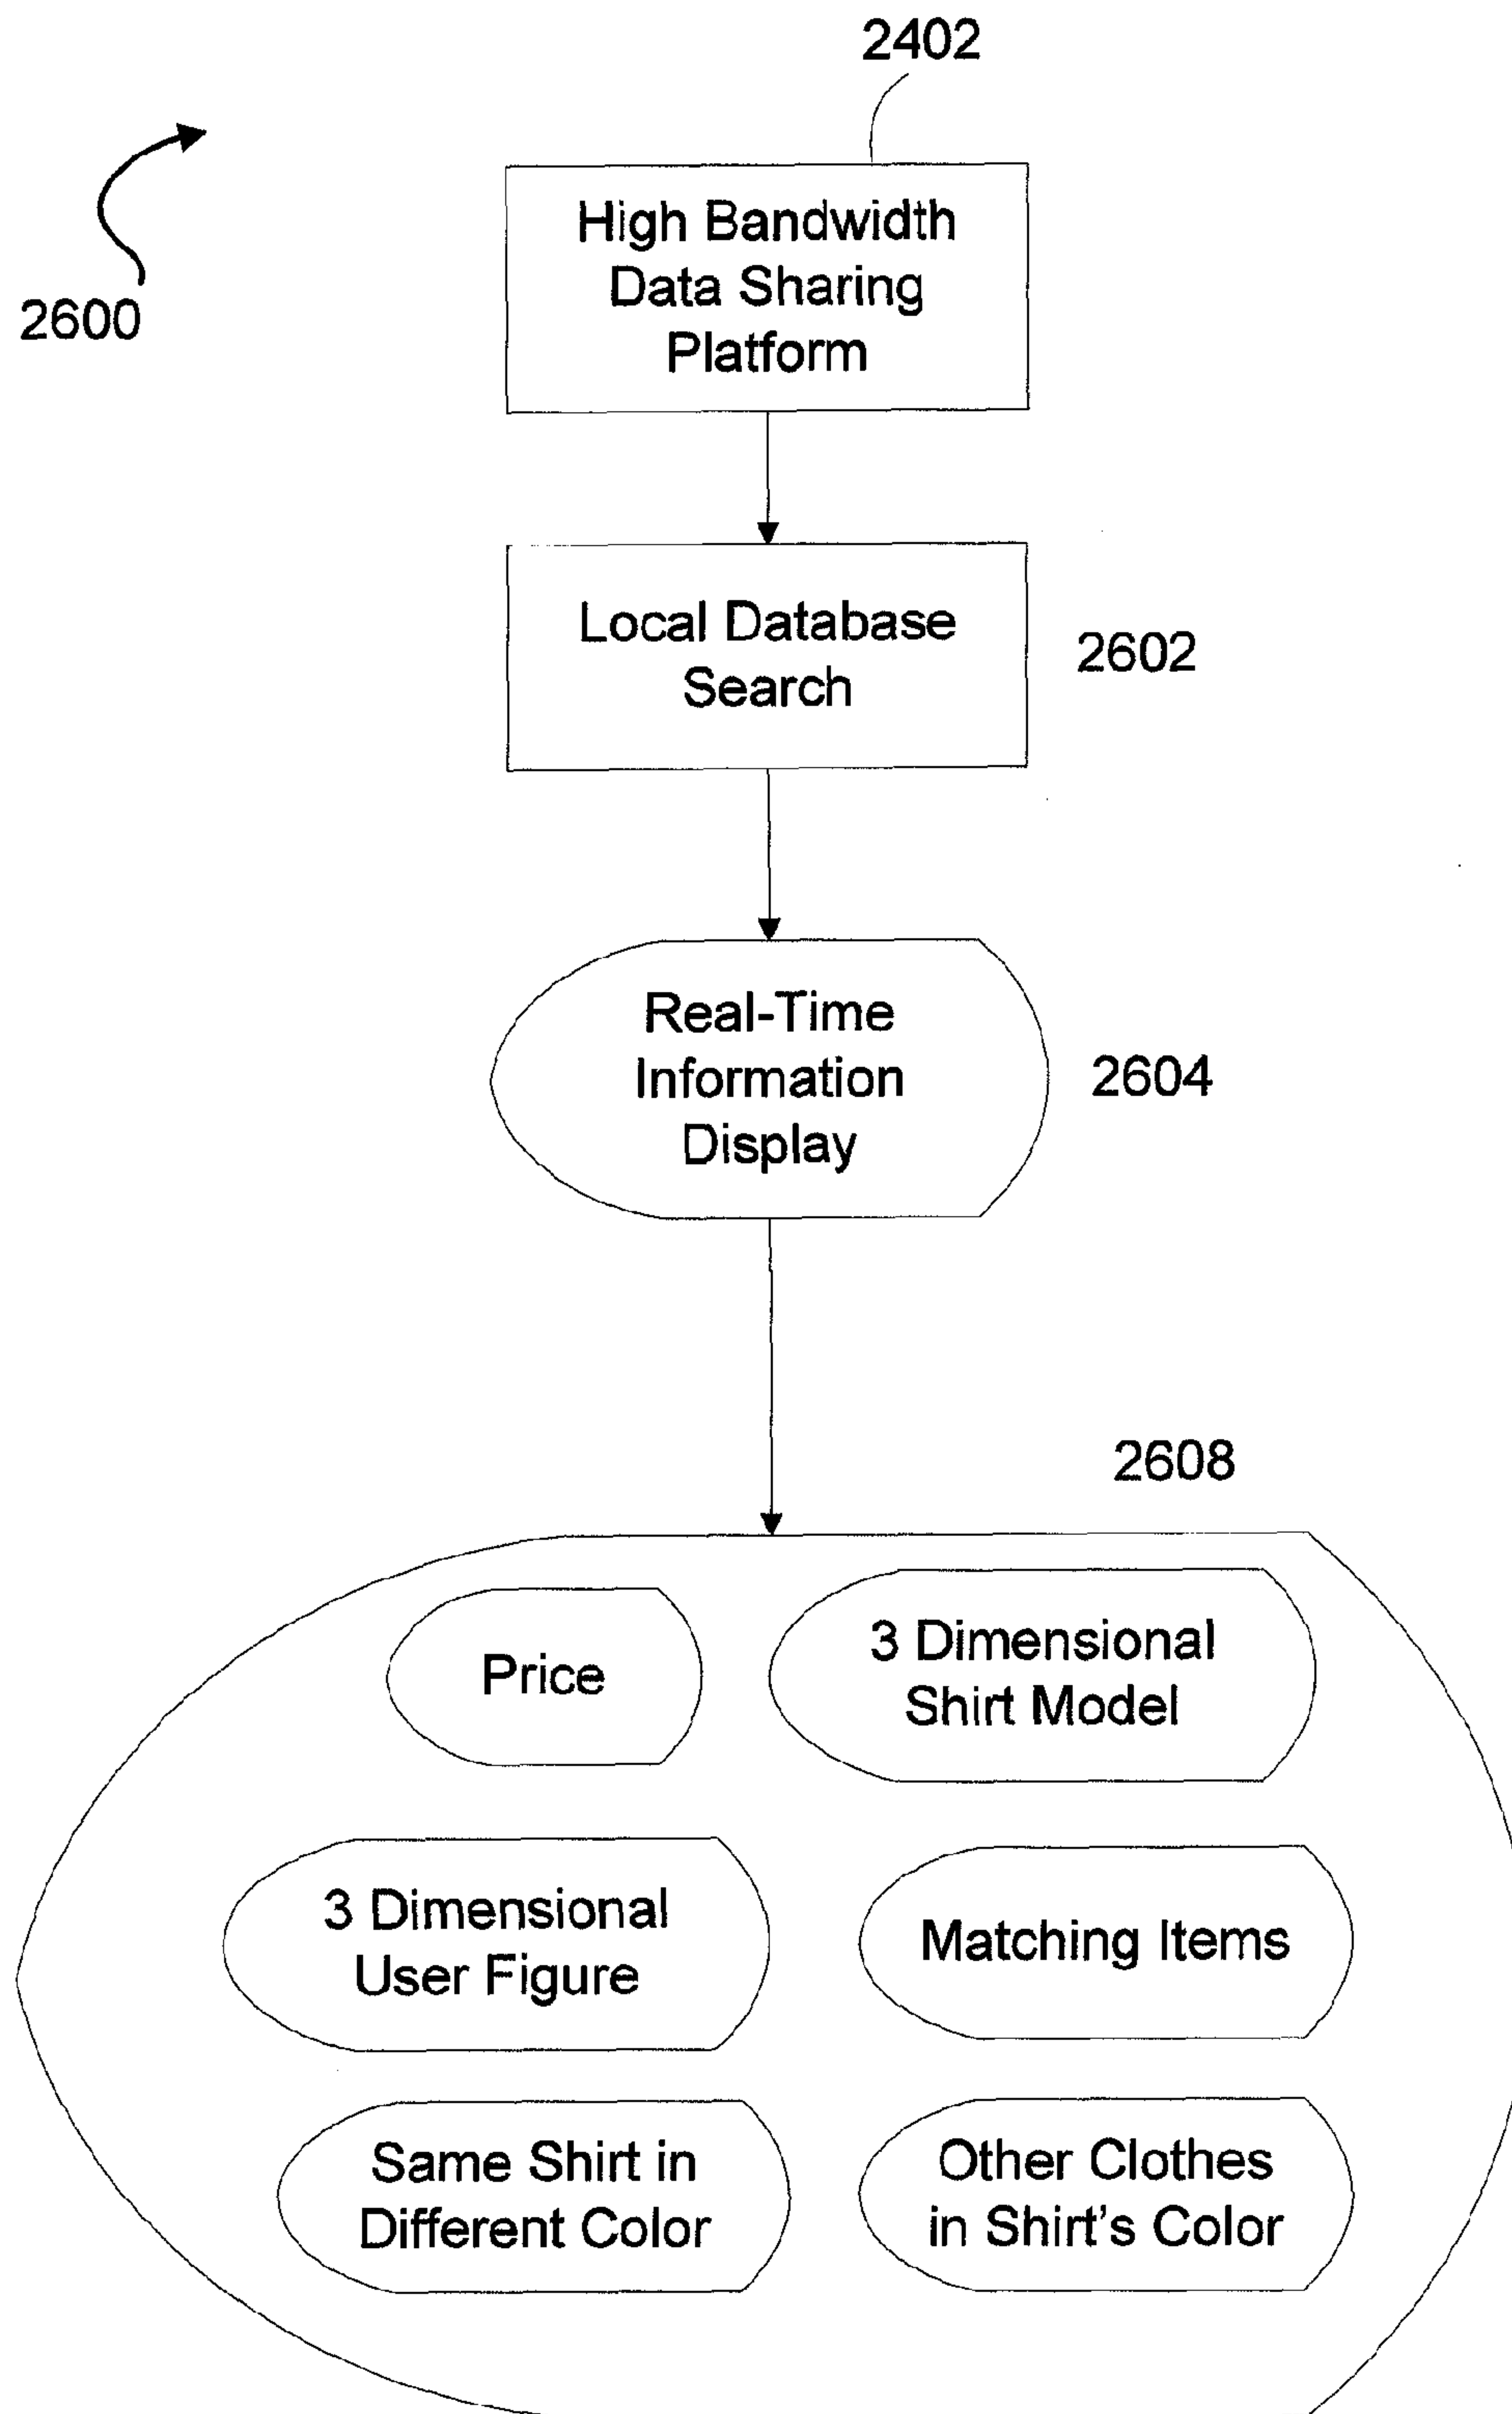 2402
2600
High Bandwidth
Data Sharing
Platform
Local Database
Search
2602
Real-Time
Information
Display
2604
2608
Price
3 Dimensional
Shirt Model
3 Dimensional
User Figure
Matching Items
Same Shirt in
Different Color
Other Clothes
in Shirt's Color